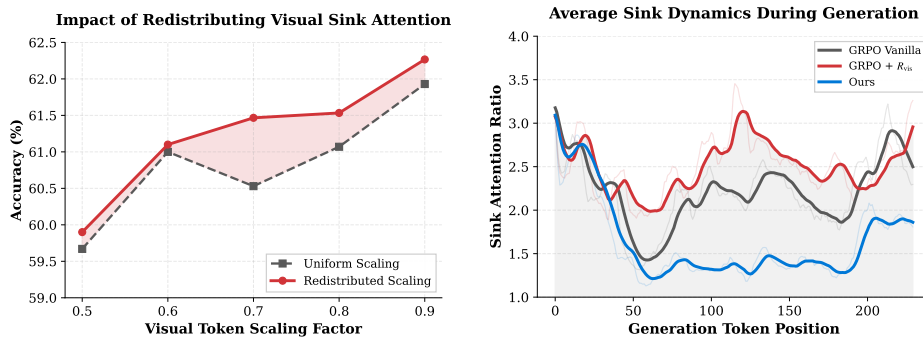 Impact of Redistributing Visual Sink Attention
62.5
62.0
61.5
61.0
60.5
60.0
59.5
59.0
Accuracy (%)
Uniform Scaling
Redistributed Scaling
0.5 0.6 0.7 0.8 0.9
Visual Token Scaling Factor
Average Sink Dynamics During Generation
4.0
3.5
3.0
2.5
2.0
1.5
1.0
Sink Attention Ratio
GRPO Vanilla
GRPO + R_vis
Ours
0 50 100 150 200
Generation Token Position